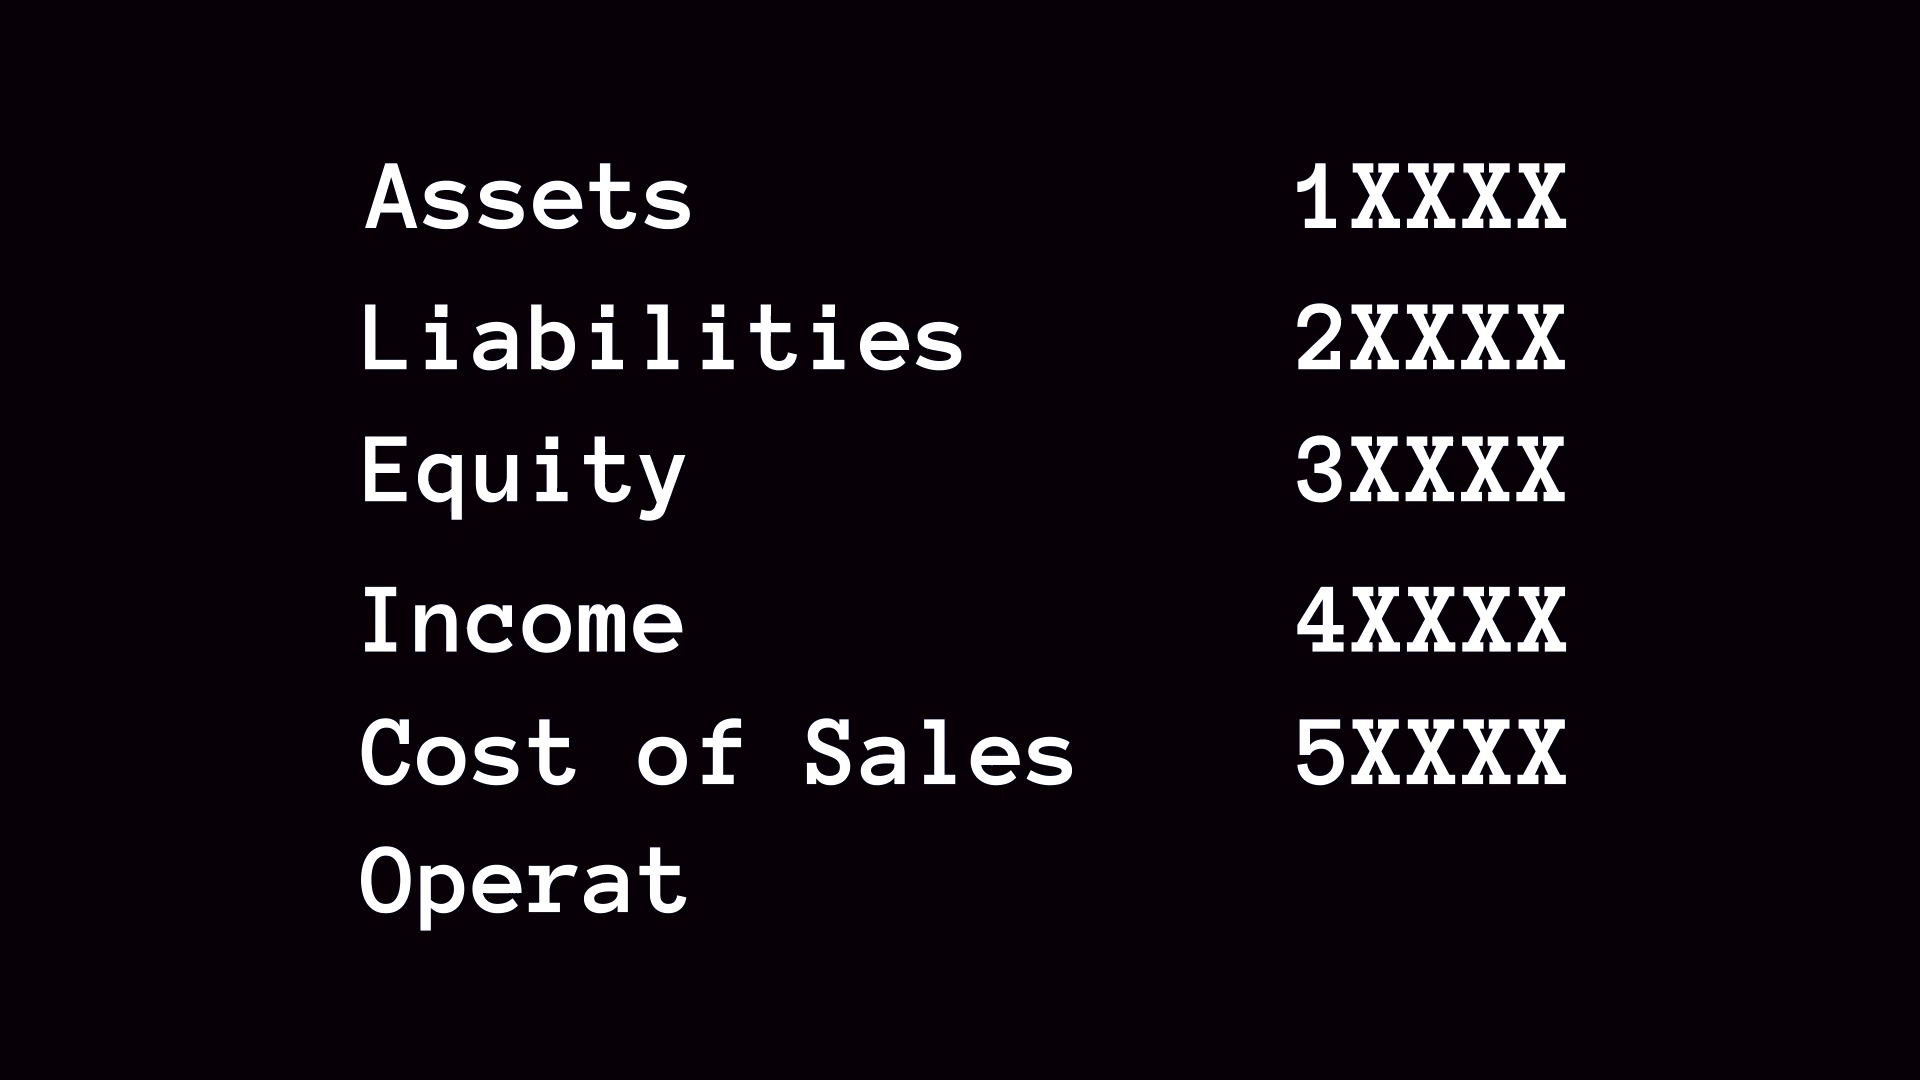 Assets 1XXXX
Liabilities 2XXXX
Equity 3XXXX
Income 4XXXX
Cost of Sales 5XXXX
Operat